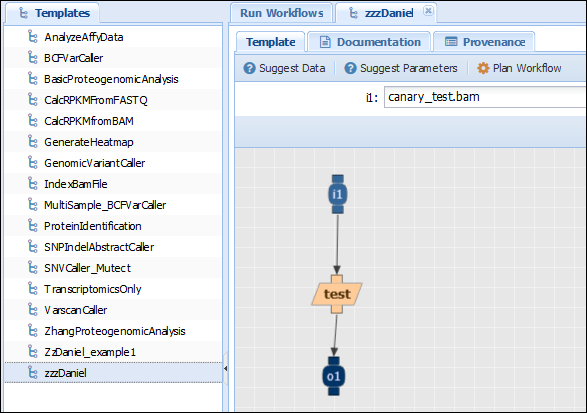 Templates
AnalyzeAffyData
BCFVarCaller
BasicProteogenomicAnalysis
CalcRPKMFromFASTQ
CalcRPKMfromBAM
GenerateHeatmap
GenomicVariantCaller
IndexBamFile
MultiSample_BCFVarCaller
ProteinIdentification
SNPIndelAbstractCaller
SNVCaller_Mutect
TranscriptomicsOnly
VarscanCaller
ZhangProteogenomicAnalysis
ZzDaniel_example1
zzzDaniel
Run Workflows zzzDaniel
Template Documentation Provenance
Suggest Data Suggest Parameters Plan Workflow
i1: canary_test.bam
i1
test
o1